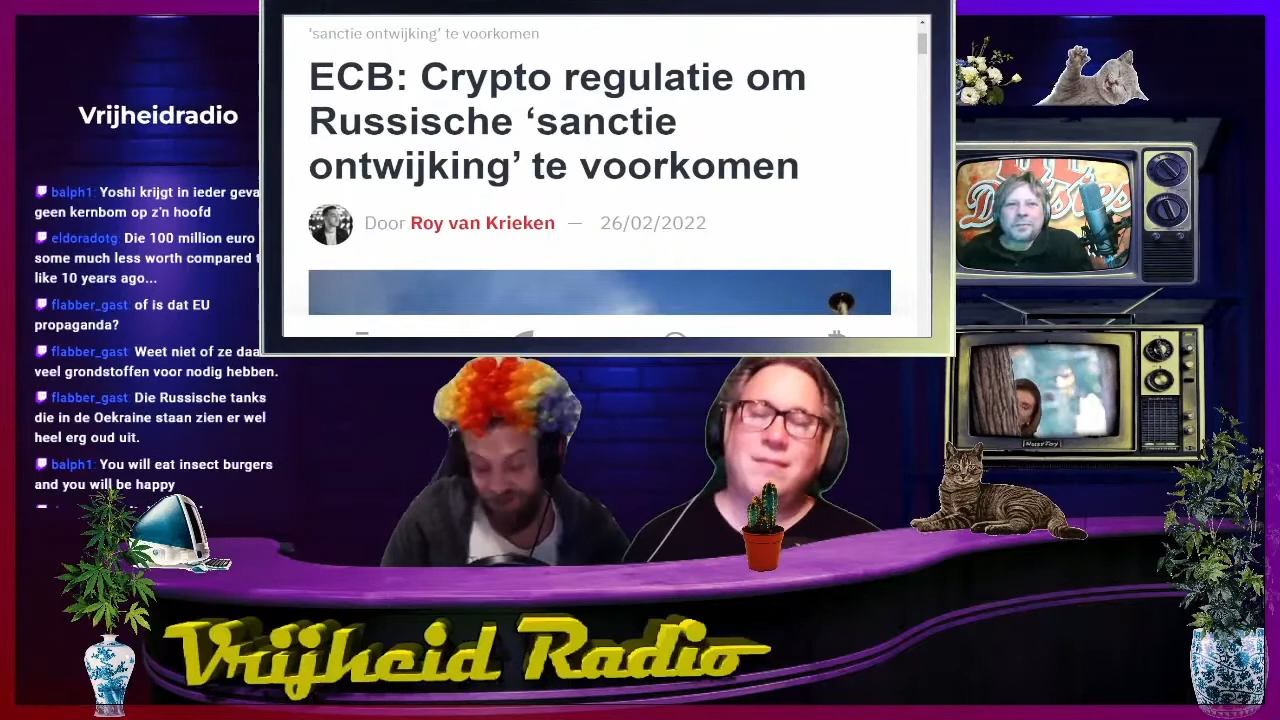 'sanctie ontwijking' te voorkomen
ECB: Crypto regulatie om
Russische 'sanctie
ontwijking' te voorkomen
Door Roy van Krieken — 26/02/2022
Vrijheidradio
balph1: Yoshi krijgt in ieder geva
geen kernbom op z'n hoofd
eldoradotg: Die 100 million euro
some much less worth compared t
like 10 years ago...
flabber_gast: of is dat EU
propaganda?
flabber_gast: Weet niet of ze daa
veel grondstoffen voor nodig hebben.
flabber_gast: Die Russische tanks
die in de Oekraine staan zien er wel
heel erg oud uit.
balph1: You will eat insect burgers
and you will be happy
Vrijheid Radio